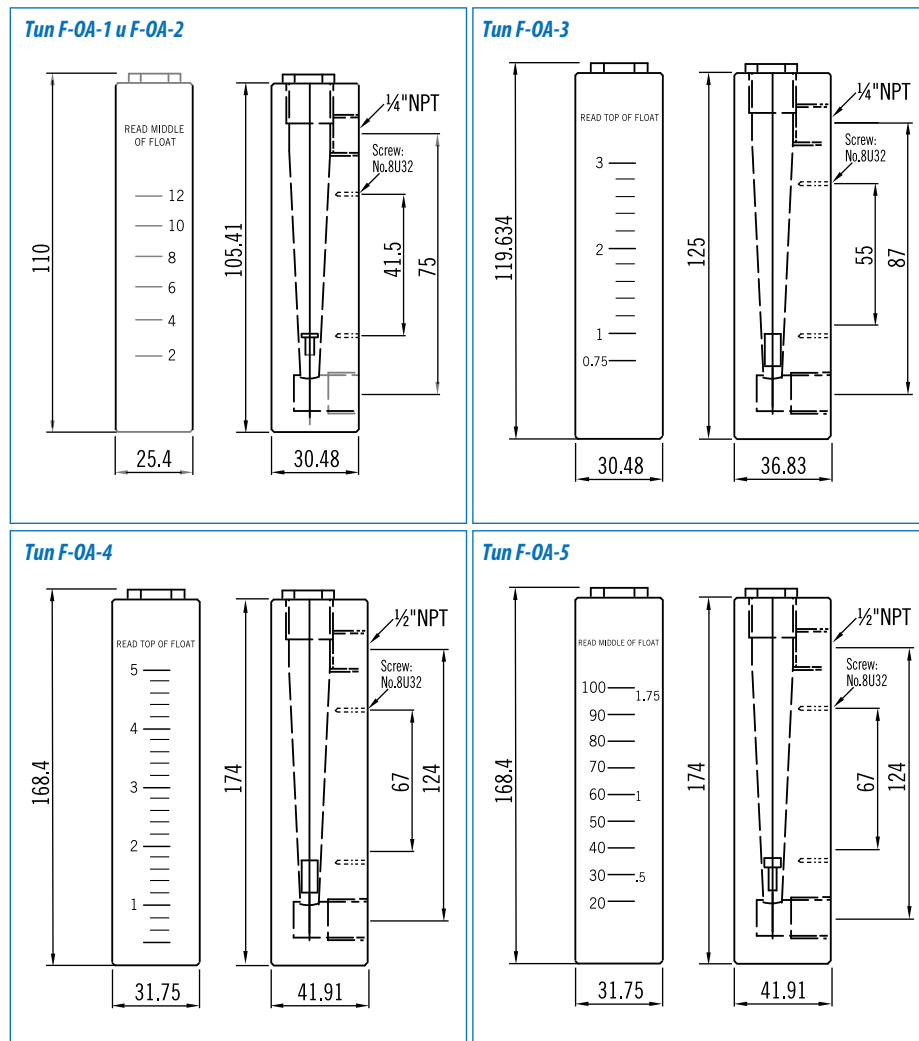 Тип F-OA-1 и F-OA-2
READ MIDDLE
OF FLOAT
12
10
8
6
4
2
110
25.4
105.41
30.48
¼"NPT
Screw:
No.8U32
41.5
75
Тип F-OA-3
READ TOP OF FLOAT
3
2
1
0.75
119.634
30.48
125
36.83
¼"NPT
Screw:
No.8U32
55
87
Тип F-OA-4
READ TOP OF FLOAT
5
4
3
2
1
168.4
31.75
174
41.91
½"NPT
Screw:
No.8U32
67
124
Тип F-OA-5
READ MIDDLE OF FLOAT
100 1.75
90
80
70
60 1
50
40
30 .5
20
168.4
31.75
174
41.91
½"NPT
Screw:
No.8U32
67
124